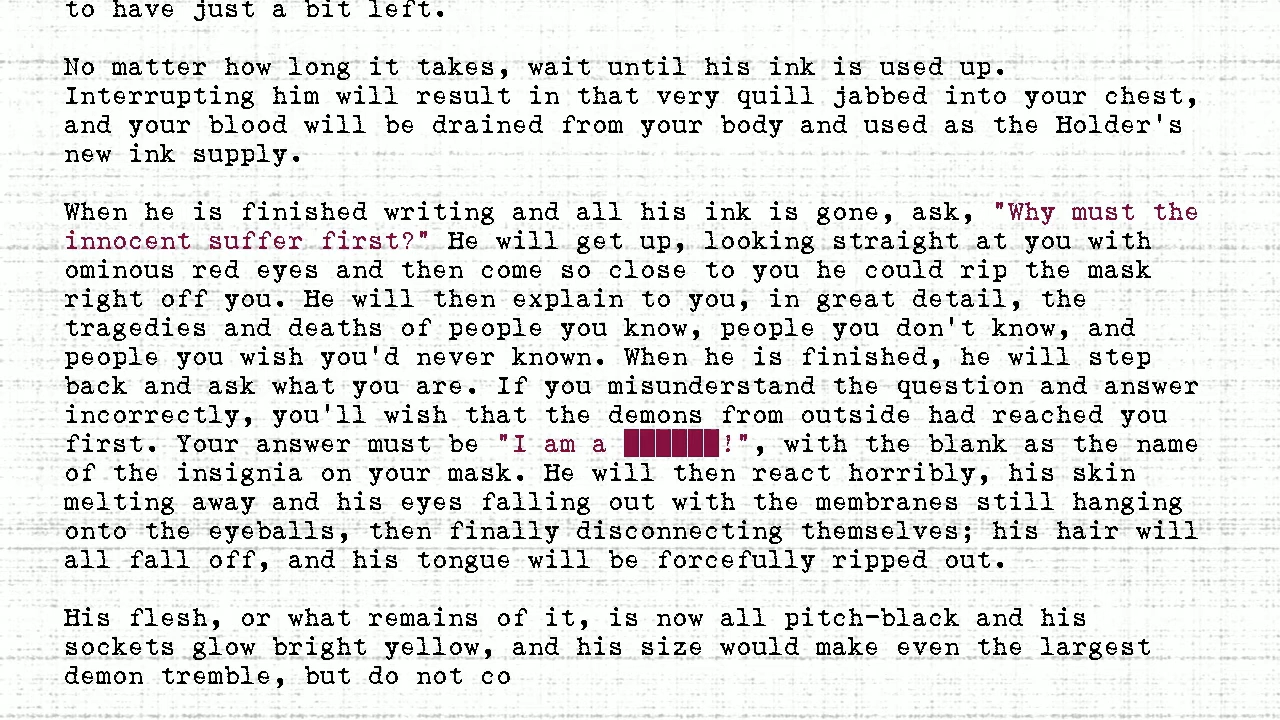 to have just a bit left.
No matter how long it takes, wait until his ink is used up.
Interrupting him will result in that very quill jabbed into your chest,
and your blood will be drained from your body and used as the Holder's
new ink supply.
When he is finished writing and all his ink is gone, ask, "Why must the
innocent suffer first?" He will get up, looking straight at you with
ominous red eyes and then come so close to you he could rip the mask
right off you. He will then explain to you, in great detail, the
tragedies and deaths of people you know, people you don't know, and
people you wish you'd never known. When he is finished, he will step
back and ask what you are. If you misunderstand the question and answer
incorrectly, you'll wish that the demons from outside had reached you
first. Your answer must be "I am a ██████!", with the blank as the name
of the insignia on your mask. He will then react horribly, his skin
melting away and his eyes falling out with the membranes still hanging
onto the eyeballs, then finally disconnecting themselves; his hair will
all fall off, and his tongue will be forcefully ripped out.
His flesh, or what remains of it, is now all pitch-black and his
sockets glow bright yellow, and his size would make even the largest
demon tremble, but do not co